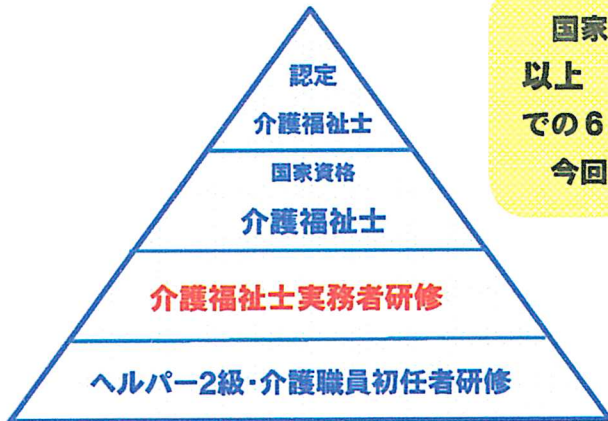 認定
介護福祉士
国家資格
介護福祉士
介護福祉士実務者研修
ヘルパー2級・介護職員初任者研修
国家
以上
での6
今回